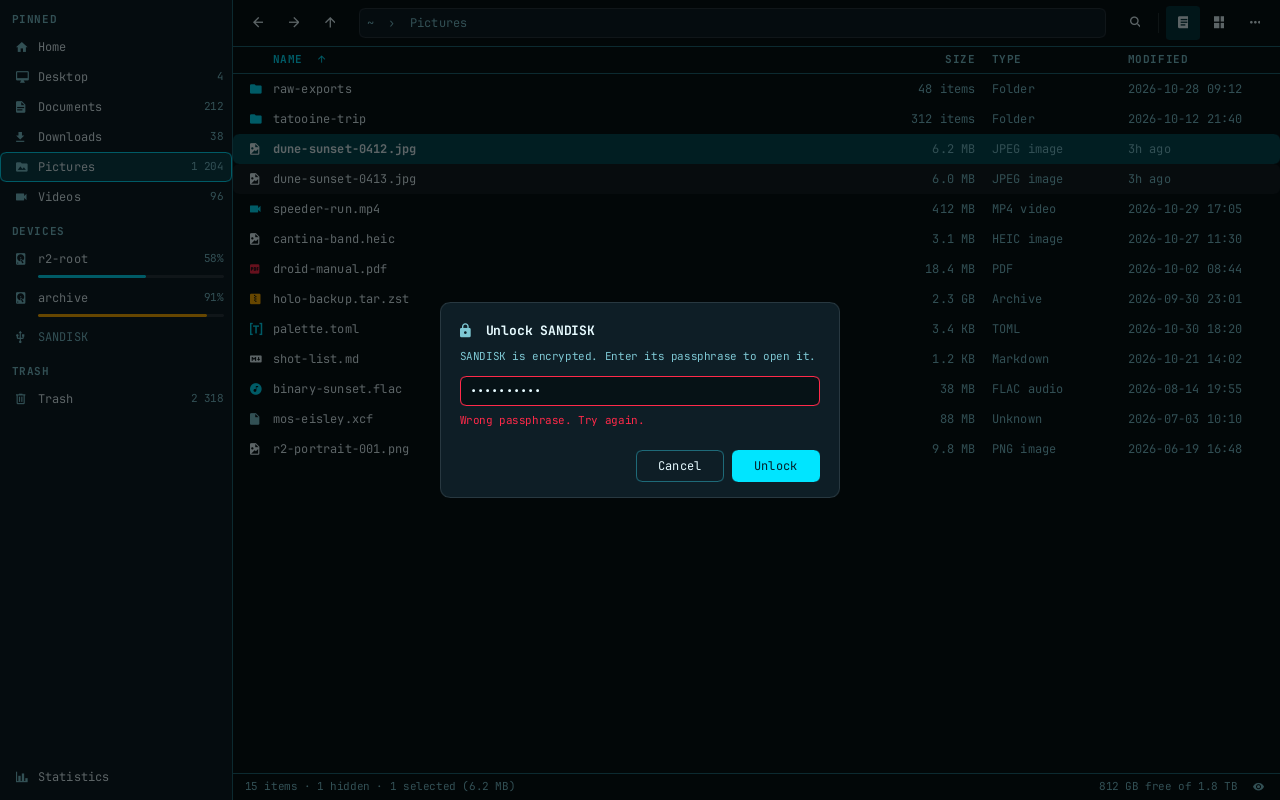 PINNED
Home
Desktop 4
Documents 212
Downloads 38
Pictures 1 204
Videos 96
DEVICES
r2-root 58%
archive 91%
SANDISK
TRASH
Trash 2 318
Statistics
~ › Pictures
NAME ↑ SIZE TYPE MODIFIED
raw-exports 48 items Folder 2026-10-28 09:12
tatooine-trip 312 items Folder 2026-10-12 21:40
dune-sunset-0412.jpg 6.2 MB JPEG image 3h ago
dune-sunset-0413.jpg 6.0 MB JPEG image 3h ago
speeder-run.mp4 412 MB MP4 video 2026-10-29 17:05
cantina-band.heic 3.1 MB HEIC image 2026-10-27 11:30
droid-manual.pdf 18.4 MB PDF 2026-10-02 08:44
holo-backup.tar.zst 2.3 GB Archive 2026-09-30 23:01
palette.toml 3.4 KB TOML 2026-10-30 18:20
shot-list.md 1.2 KB Markdown 2026-10-21 14:02
binary-sunset.flac 38 MB FLAC audio 2026-08-14 19:55
mos-eisley.xcf 88 MB Unknown 2026-07-03 10:10
r2-portrait-001.png 9.8 MB PNG image 2026-06-19 16:48
Unlock SANDISK
SANDISK is encrypted. Enter its passphrase to open it.
••••••••••
Wrong passphrase. Try again.
Cancel Unlock
15 items · 1 hidden · 1 selected (6.2 MB) 812 GB free of 1.8 TB